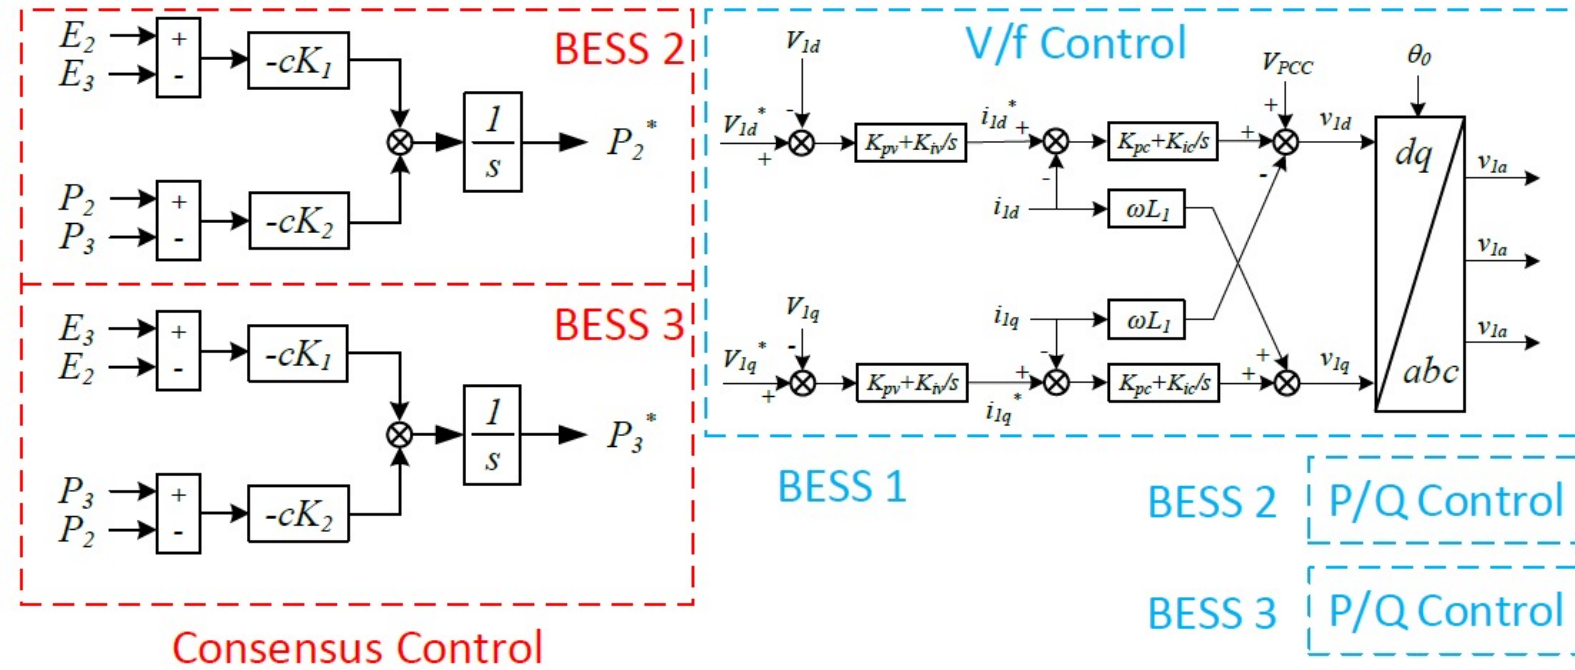 BESS 2
E2
+
E3
-
-cK1
1
s
P2*
P2
+
P3
-
-cK2
BESS 3
E3
+
E2
-
-cK1
1
s
P3*
P3
+
P2
-
-cK2
Consensus Control
V/f Control
V1d
VPCC
θ0
-
V1d*
+
Kpv+Kiv/s
i1d*
+
Kpc+Kic/s
+
+
v1d
-
-
i1d
ωL1
dq
v1a
v1a
v1a
abc
V1q
i1q
ωL1
-
-
V1q*
+
Kpv+Kiv/s
+
i1q*
Kpc+Kic/s
+
+
v1q
BESS 1
BESS 2
P/Q Control
BESS 3
P/Q Control